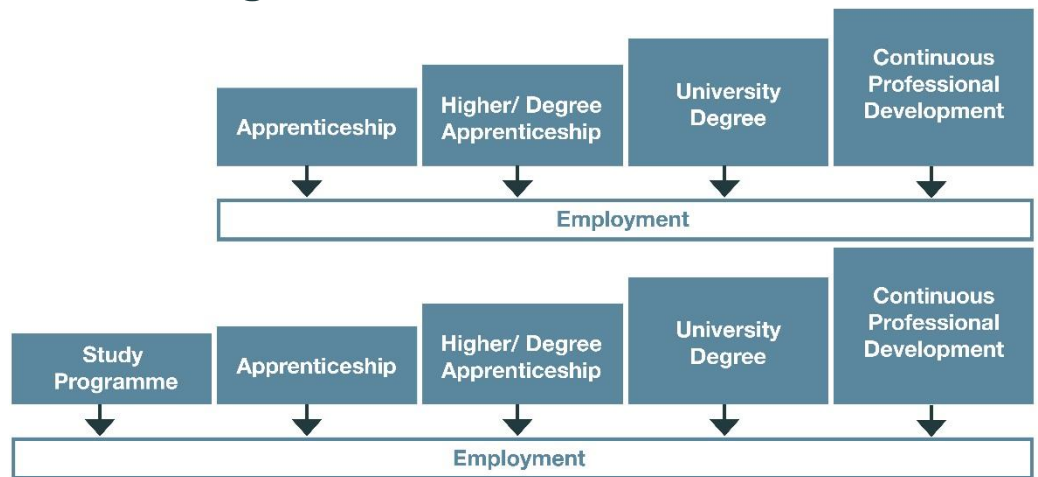 Continuous
Professional
Development
University
Degree
Higher/ Degree
Apprenticeship
Apprenticeship
Employment
Continuous
Professional
Development
University
Degree
Higher/ Degree
Apprenticeship
Apprenticeship
Study
Programme
Employment